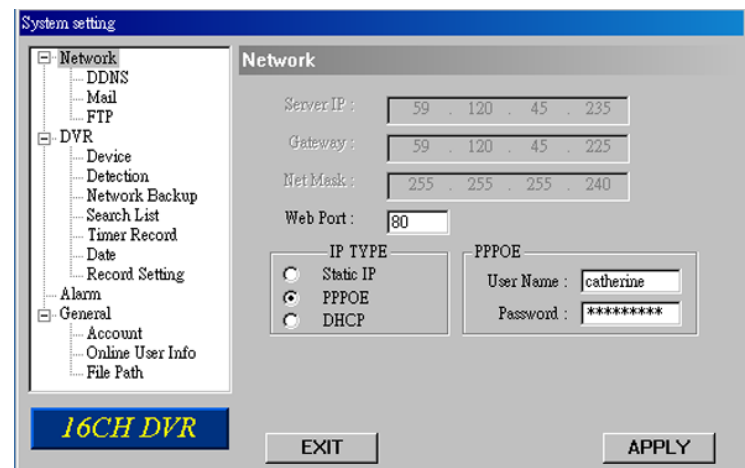 System setting
Network
DDNS
Mail
FTP
DVR
Device
Detection
Network Backup
Search List
Timer Record
Date
Record Setting
Alarm
General
Account
Online User Info
File Path
16CH DVR
Network
Server IP : 59 . 120 . 45 . 235
Gateway : 59 . 120 . 45 . 225
Net Mask : 255 . 255 . 255 . 240
Web Port : 80
IP TYPE
Static IP
PPPOE
DHCP
PPPOE
User Name : catherine
Password : *********
EXIT APPLY